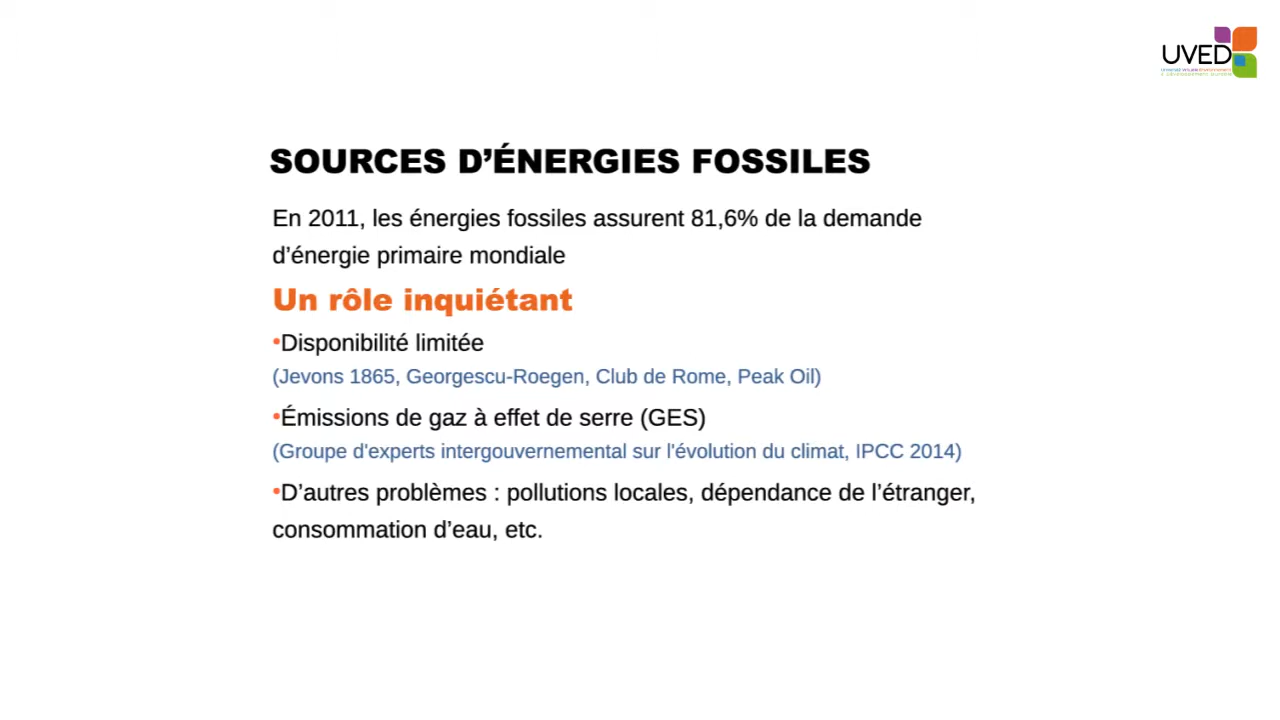 UVED
SOURCES D’ÉNERGIES FOSSILES
En 2011, les énergies fossiles assurent 81,6% de la demande
d’énergie primaire mondiale
Un rôle inquiétant
•Disponibilité limitée
(Jevons 1865, Georgescu-Roegen, Club de Rome, Peak Oil)
•Émissions de gaz à effet de serre (GES)
(Groupe d'experts intergouvernemental sur l'évolution du climat, IPCC 2014)
•D’autres problèmes : pollutions locales, dépendance de l’étranger,
consommation d’eau, etc.